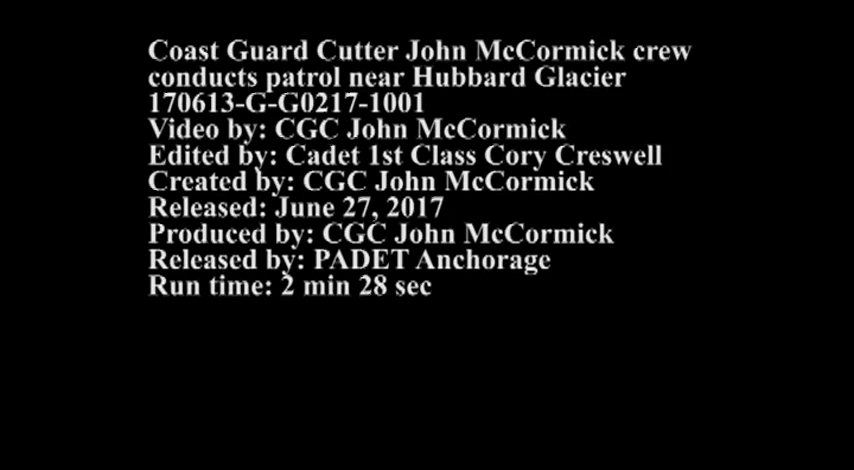 Coast Guard Cutter John McCormick crew
conducts patrol near Hubbard Glacier
170613-G-G0217-1001
Video by: CGC John McCormick
Edited by: Cadet 1st Class Cory Creswell
Created by: CGC John McCormick
Released: June 27, 2017
Produced by: CGC John McCormick
Released by: PADET Anchorage
Run time: 2 min 28 sec